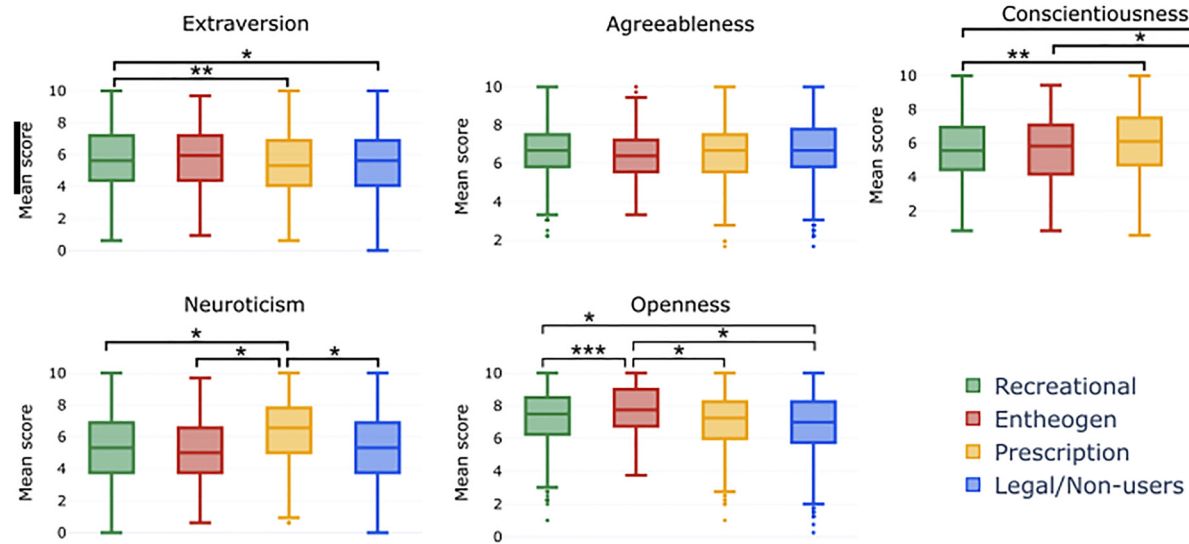 Extraversion
*
**
10
8
6
4
2
0
Mean score
Agreeableness
10
8
6
4
2
Mean score
Conscientiousness
*
**
10
8
6
4
2
Mean score
Neuroticism
*
* *
10
8
6
4
2
0
Mean score
Openness
*
*
*** *
10
8
6
4
2
0
Mean score
Recreational
Entheogen
Prescription
Legal/Non-users